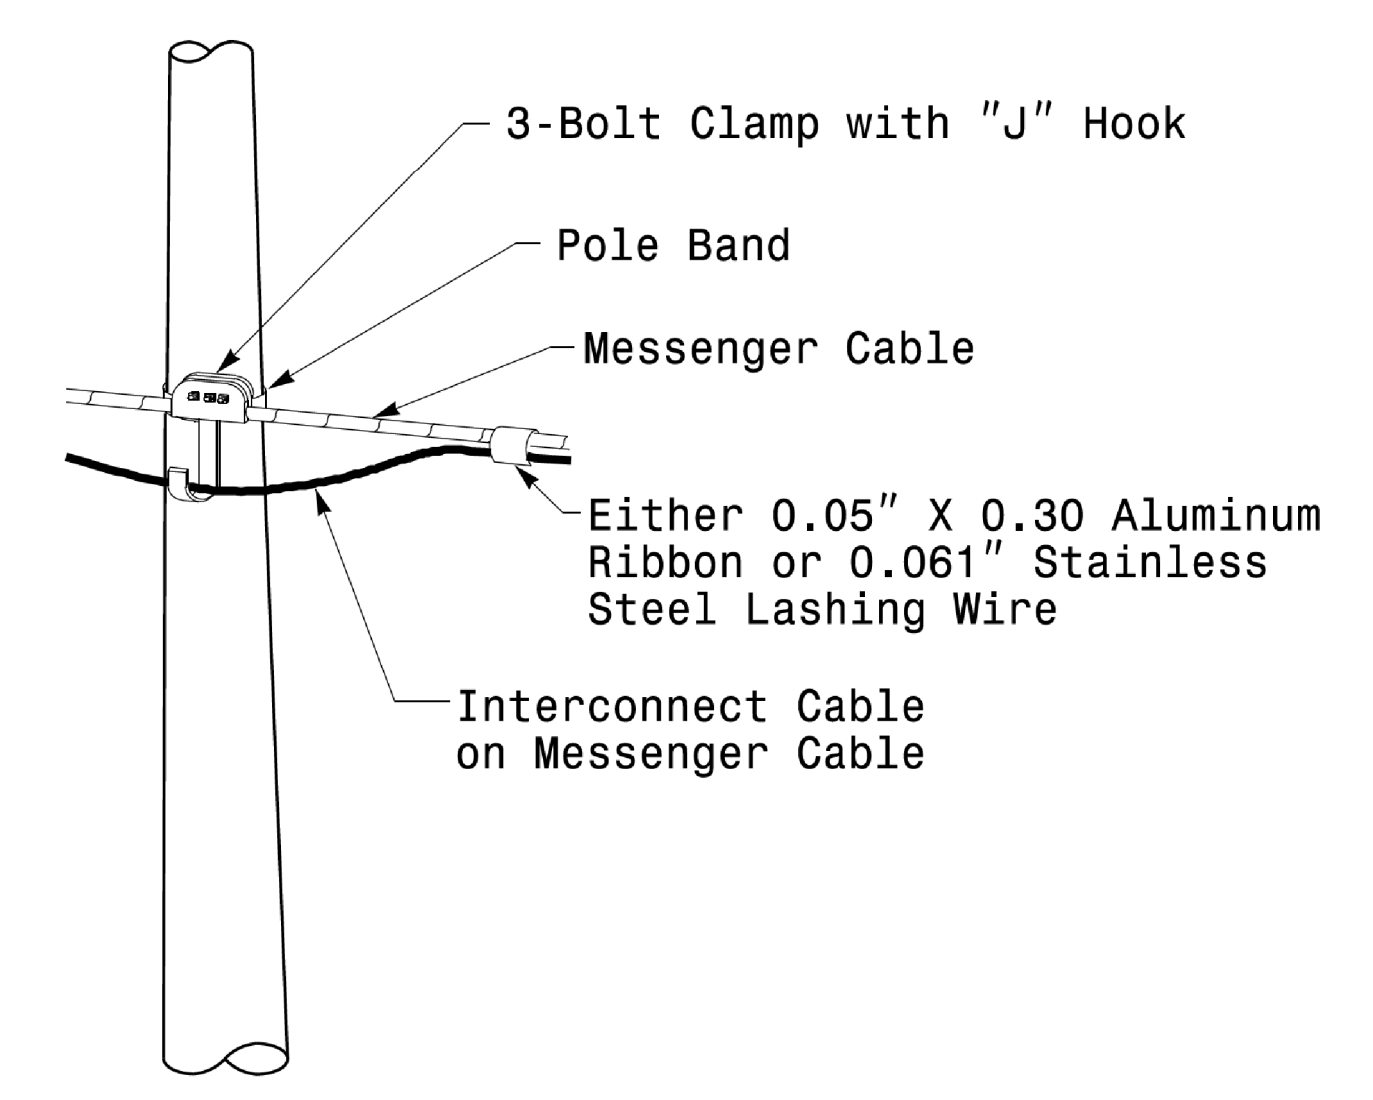 3-Bolt Clamp with "J" Hook
Pole Band
Messenger Cable
Either 0.05" X 0.30 Aluminum
Ribbon or 0.061" Stainless
Steel Lashing Wire
Interconnect Cable
on Messenger Cable